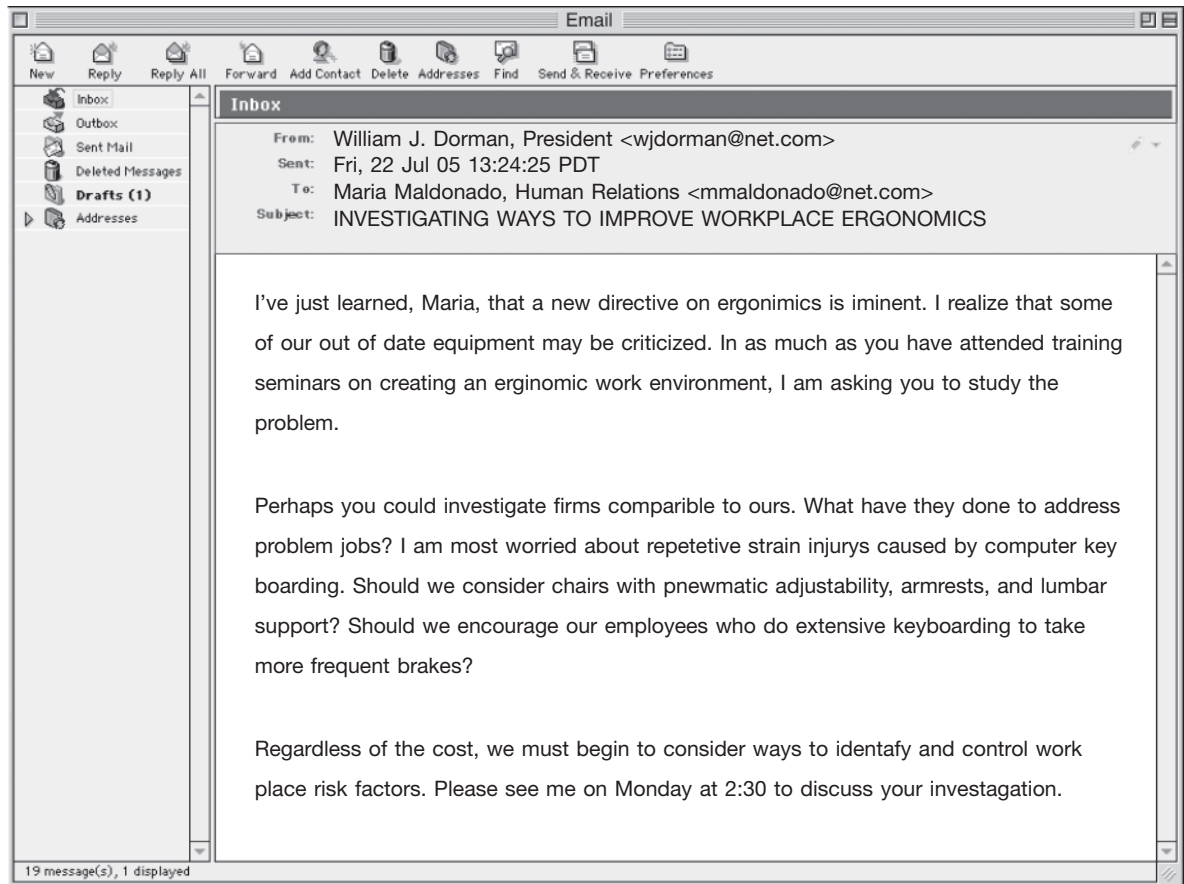 Email
New Reply Reply All Forward Add Contact Delete Addresses Find Send & Receive Preferences
Inbox
Outbox
Sent Mail
Deleted Messages
Drafts (1)
Addresses
Inbox
From: William J. Dorman, President <wjdorman@net.com>
Sent: Fri, 22 Jul 05 13:24:25 PDT
To: Maria Maldonado, Human Relations <mmaldonado@net.com>
Subject: INVESTIGATING WAYS TO IMPROVE WORKPLACE ERGONOMICS
I've just learned, Maria, that a new directive on ergonimics is iminent. I realize that some
of our out of date equipment may be criticized. In as much as you have attended training
seminars on creating an erginomic work environment, I am asking you to study the
problem.
Perhaps you could investigate firms comparible to ours. What have they done to address
problem jobs? I am most worried about repetetive strain injurys caused by computer key
boarding. Should we consider chairs with pnewmatic adjustability, armrests, and lumbar
support? Should we encourage our employees who do extensive keyboarding to take
more frequent brakes?
Regardless of the cost, we must begin to consider ways to identafy and control work
place risk factors. Please see me on Monday at 2:30 to discuss your investagation.
19 message(s), 1 displayed